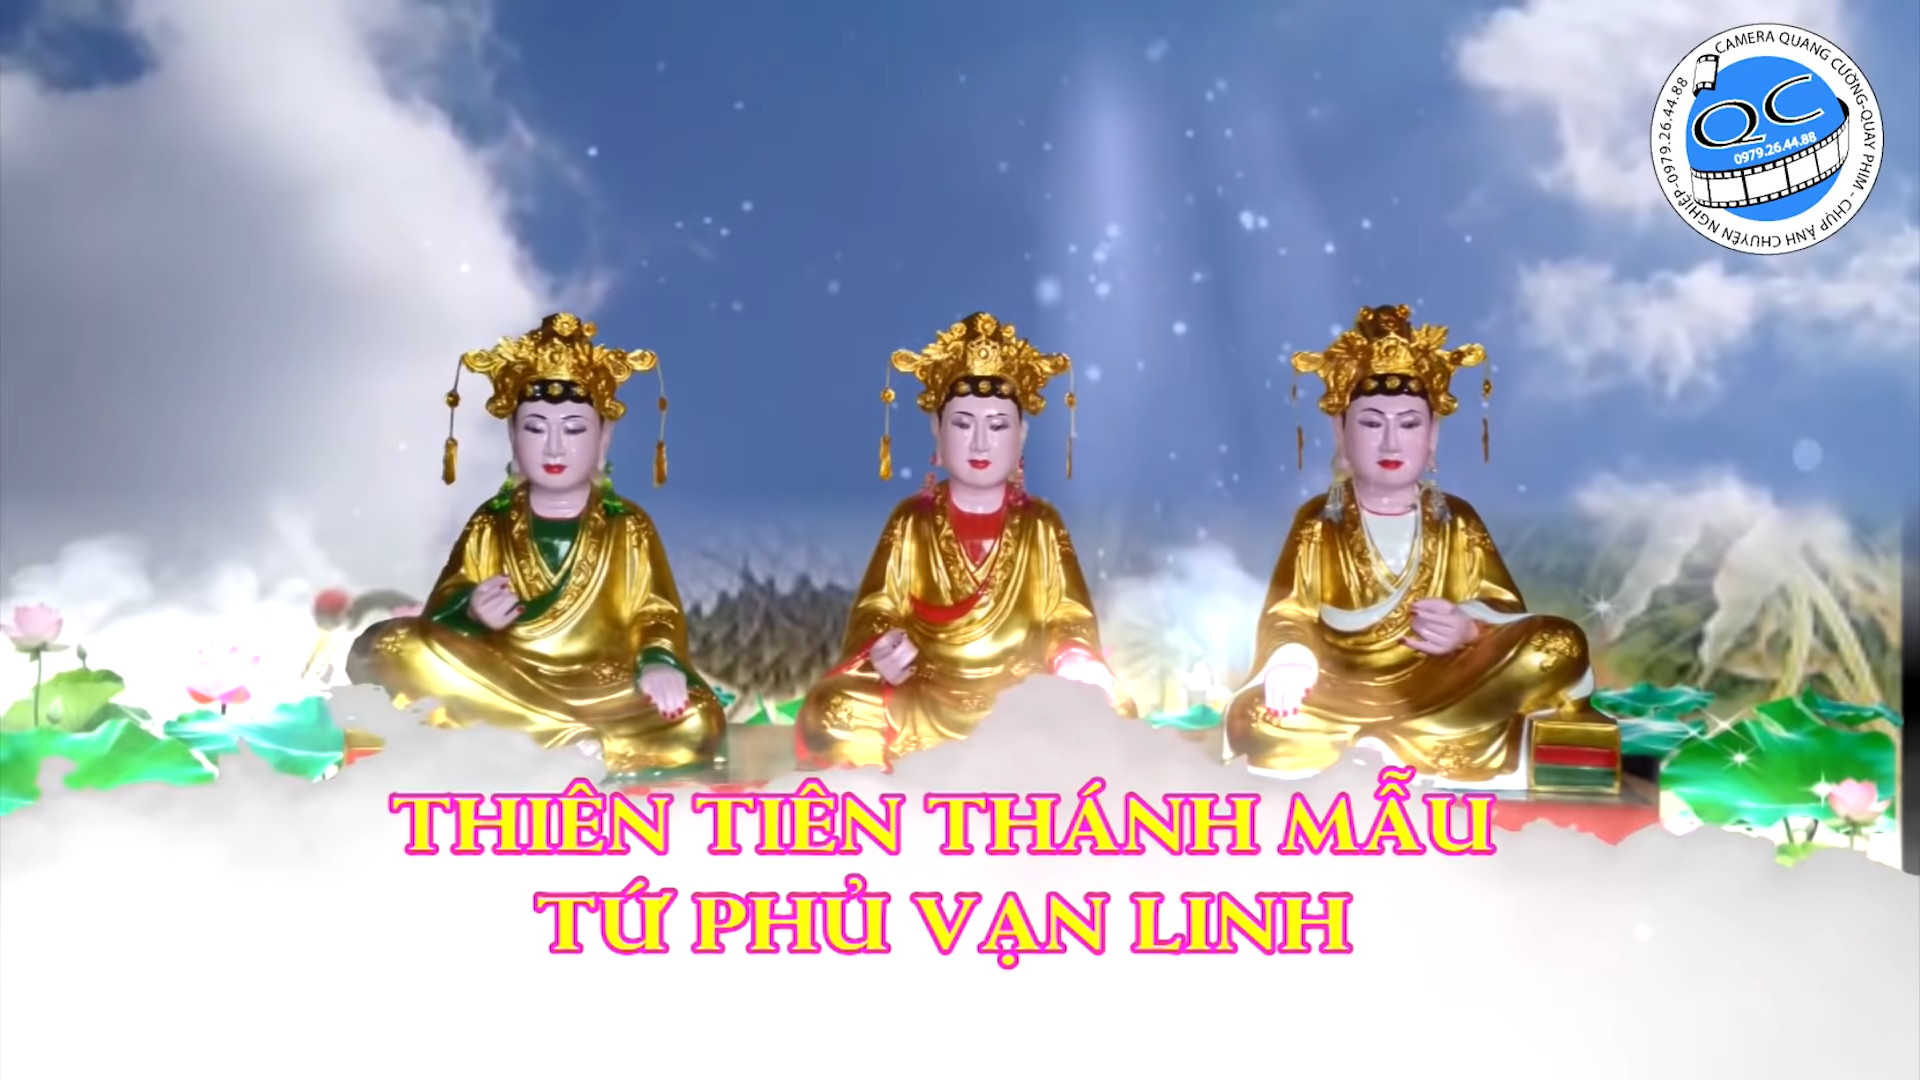 CAMERA QUANG CƯỜNG-QUAY PHIM - CHỤP ẢNH CHUYÊN NGHIỆP-0979.26.44.88
QC
0979.26.44.88
THIÊN TIÊN THÁNH MẪU
TỨ PHỦ VẠN LINH